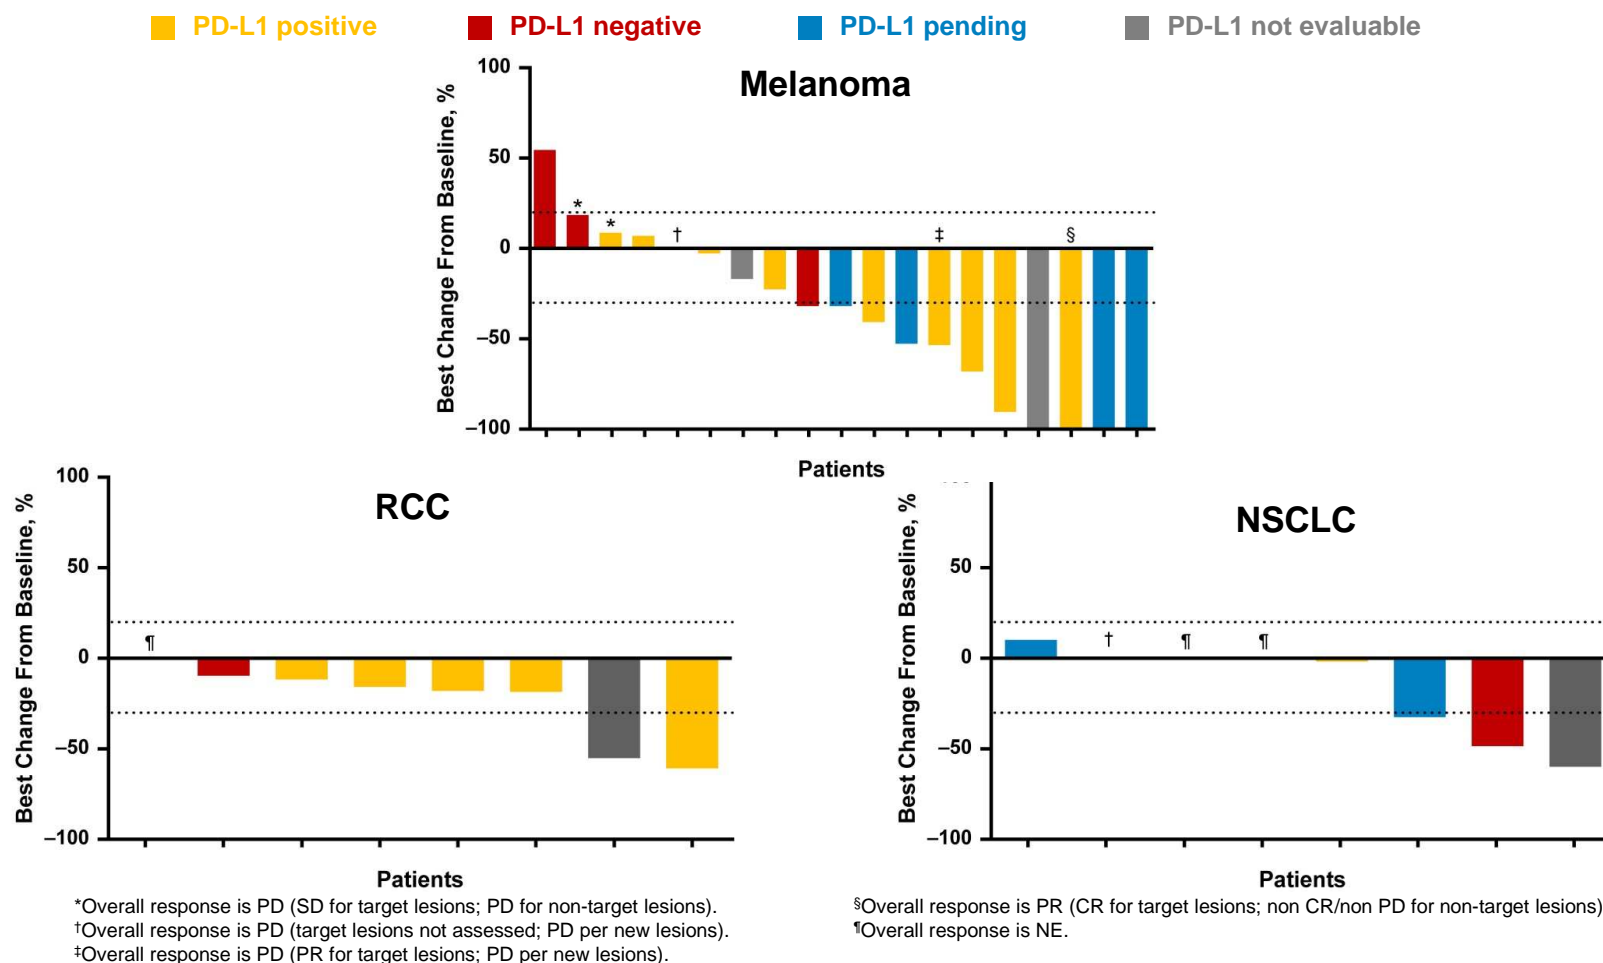 PD-L1 positive PD-L1 negative PD-L1 pending PD-L1 not evaluable
Melanoma
Best Change From Baseline, %
100
50
0
–50
–100
* * † ‡ §
Patients
RCC
Best Change From Baseline, %
100
50
0
–50
–100
¶
Patients
NSCLC
Best Change From Baseline, %
50
0
–50
–100
† ¶ ¶
Patients
*Overall response is PD (SD for target lesions; PD for non-target lesions).
†Overall response is PD (target lesions not assessed; PD per new lesions).
‡Overall response is PD (PR for target lesions; PD per new lesions).
§Overall response is PR (CR for target lesions; non CR/non PD for non-target lesions)
¶Overall response is NE.